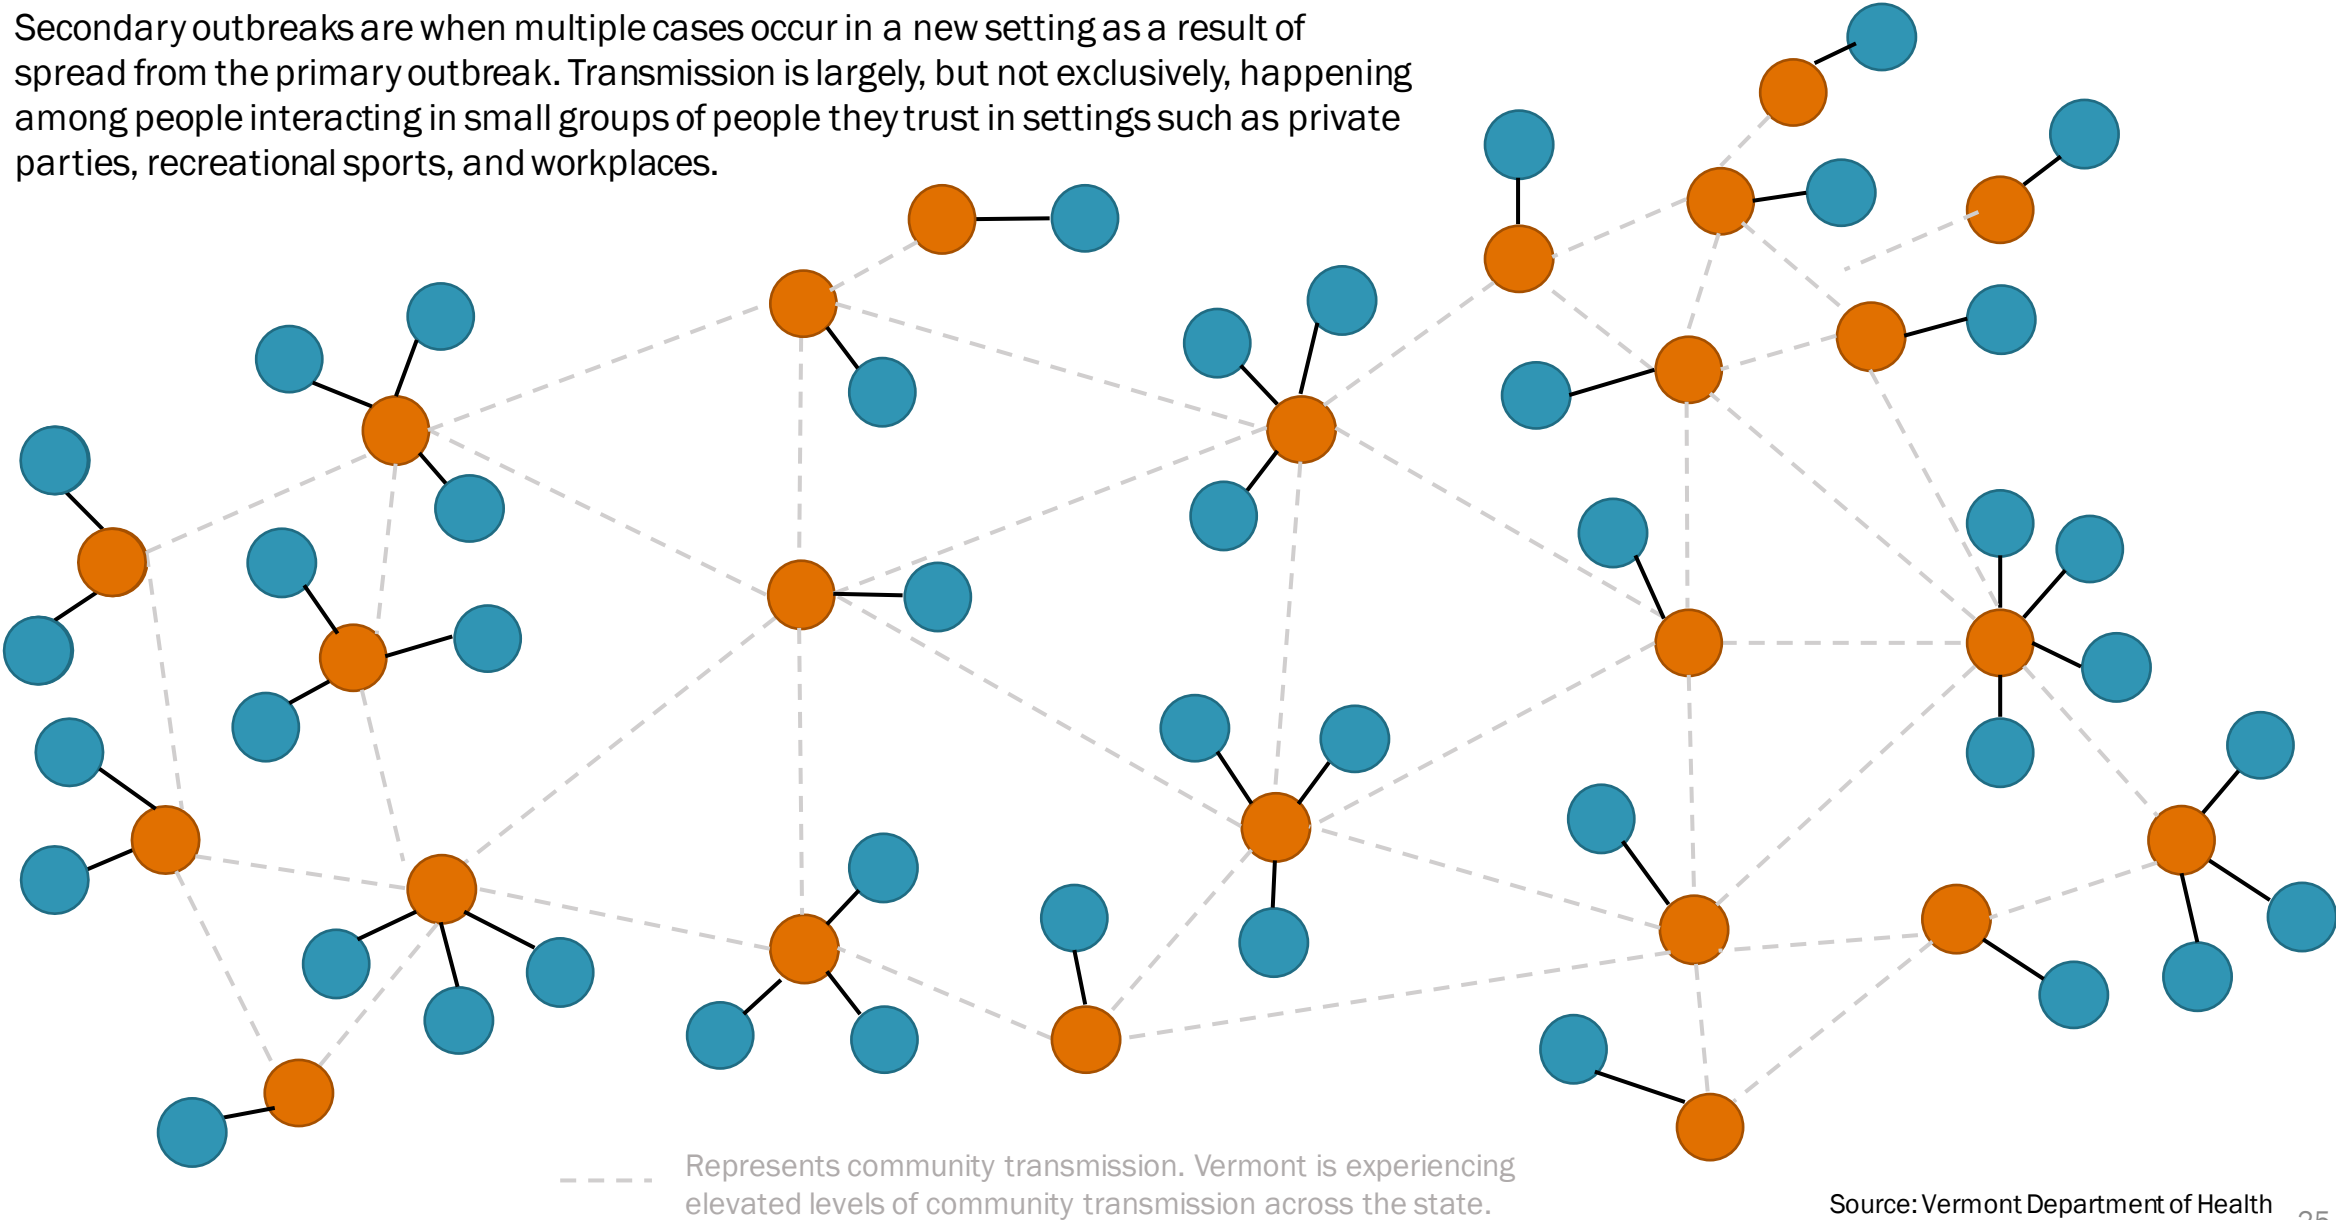 Secondary outbreaks are when multiple cases occur in a new setting as a result of
spread from the primary outbreak. Transmission is largely, but not exclusively, happening
among people interacting in small groups of people they trust in settings such as private
parties, recreational sports, and workplaces.
Represents community transmission. Vermont is experiencing
elevated levels of community transmission across the state.
Source: Vermont Department of Health
25